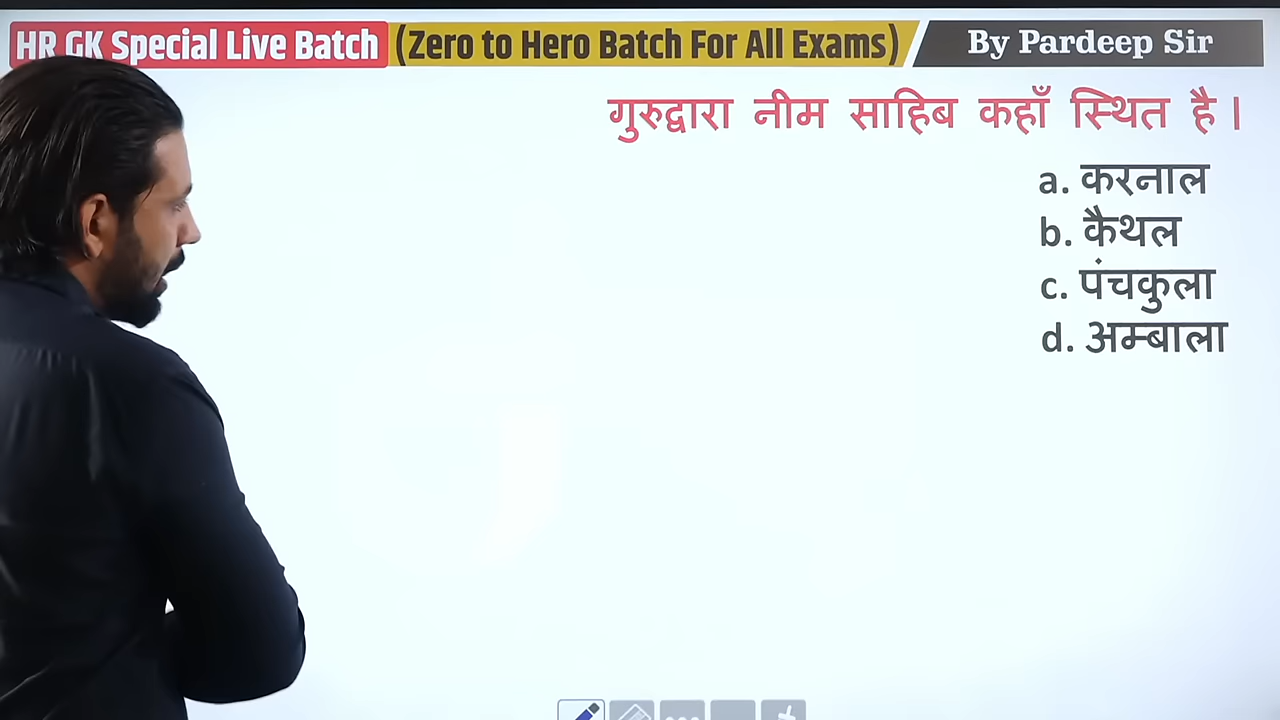 HR GK Special Live Batch (Zero to Hero Batch For All Exams) By Pardeep Sir
गुरुद्वारा नीम साहिब कहाँ स्थित है ।
a. करनाल
b. कैथल
c. पंचकुला
d. अम्बाला